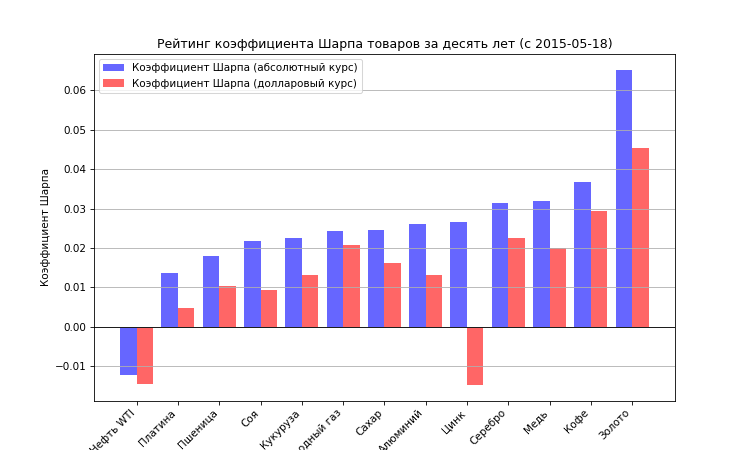 Рейтинг коэффициента Шарпа товаров за десять лет (с 2015-05-18)
Коэффициент Шарпа (абсолютный курс)
Коэффициент Шарпа (долларовый курс)
Коэффициент Шарпа
0.06
0.05
0.04
0.03
0.02
0.01
0.00
−0.01
Нефть WTI
Платина
Пшеница
Соя
Кукуруза
одный газ
Сахар
Алюминий
Цинк
Серебро
Медь
Кофе
Золото